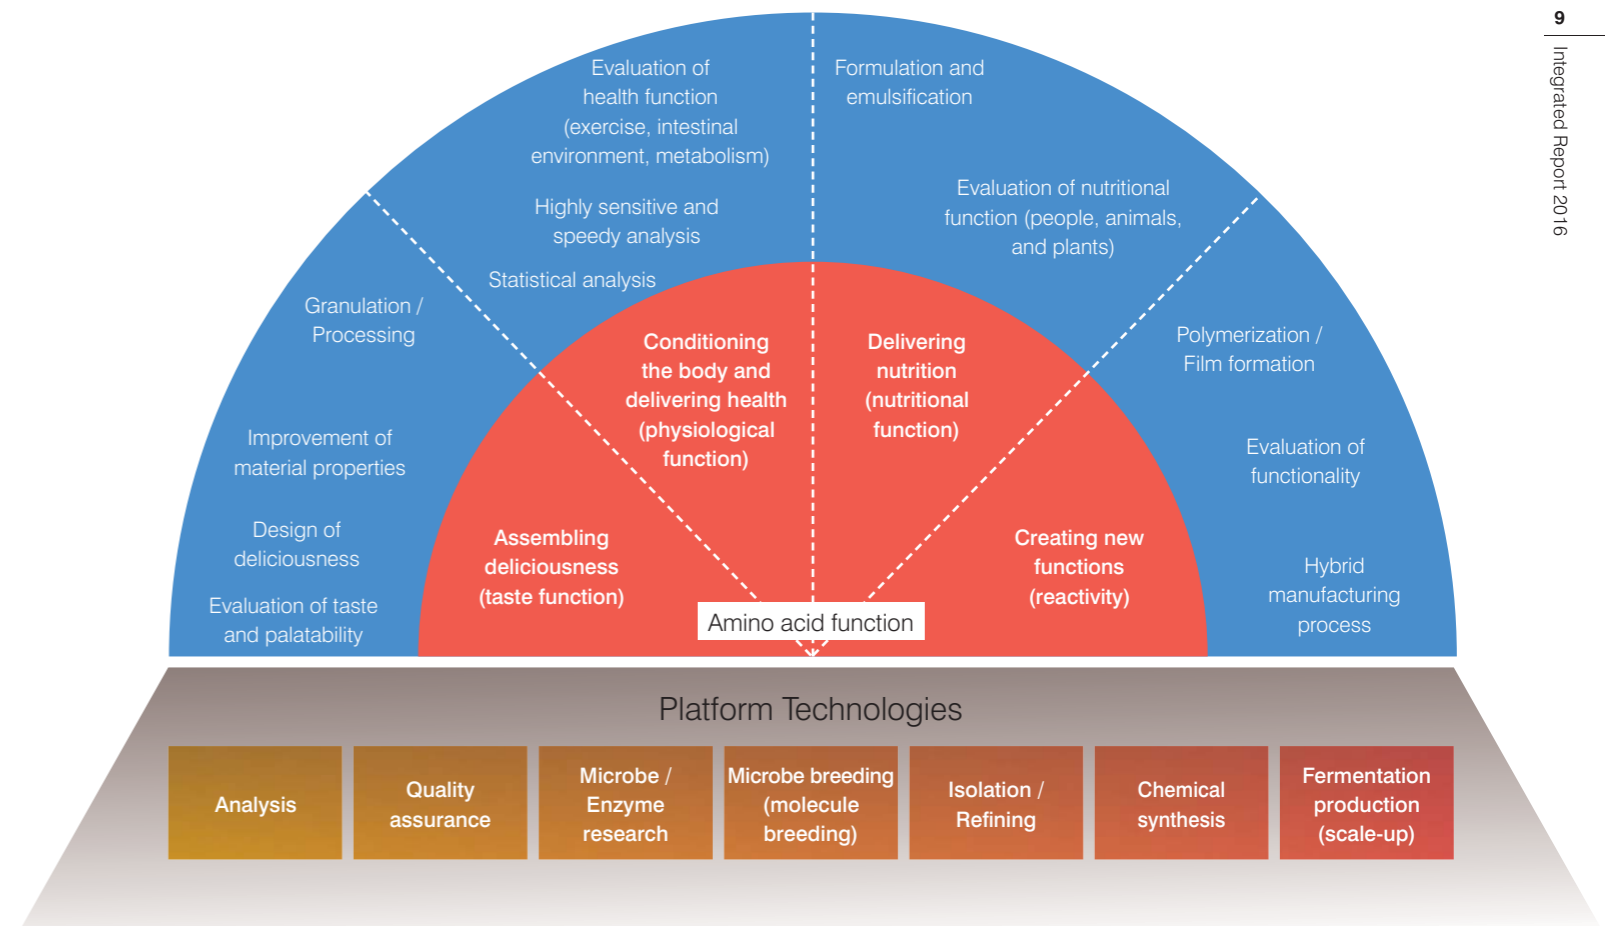 9
Integrated Report 2016
Evaluation of
health function
(exercise, intestinal
environment, metabolism)
Highly sensitive and
speedy analysis
Statistical analysis
Formulation and
emulsification
Evaluation of nutritional
function (people, animals,
and plants)
Granulation /
Processing
Improvement of
material properties
Design of
deliciousness
Evaluation of taste
and palatability
Polymerization /
Film formation
Evaluation of
functionality
Hybrid
manufacturing
process
Conditioning
the body and
delivering health
(physiological
function)
Delivering
nutrition
(nutritional
function)
Assembling
deliciousness
(taste function)
Creating new
functions
(reactivity)
Amino acid function
Platform Technologies
Analysis
Quality
assurance
Microbe /
Enzyme
research
Microbe breeding
(molecule
breeding)
Isolation /
Refining
Chemical
synthesis
Fermentation
production
(scale-up)